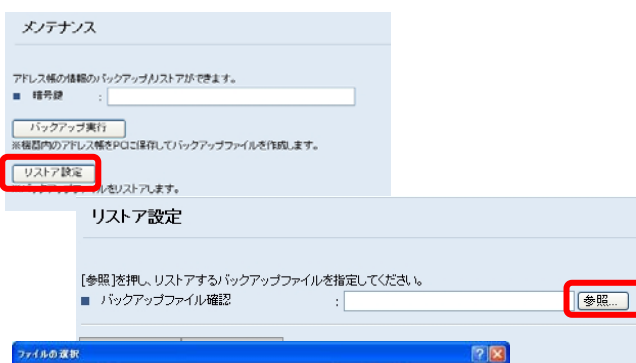 メンテナンス
アドレス帳の情報のバックアップ/リストアができます。
■ 暗号鍵 :
バックアップ実行
※機器内のアドレス帳をPCに保存してバックアップファイルを作成します。
リストア設定
※バックアップファイルをリストアします。
リストア設定
[参照]を押し、リストアするバックアップファイルを指定してください。
■ バックアップファイル確認 :
参照...
ファイルの選択